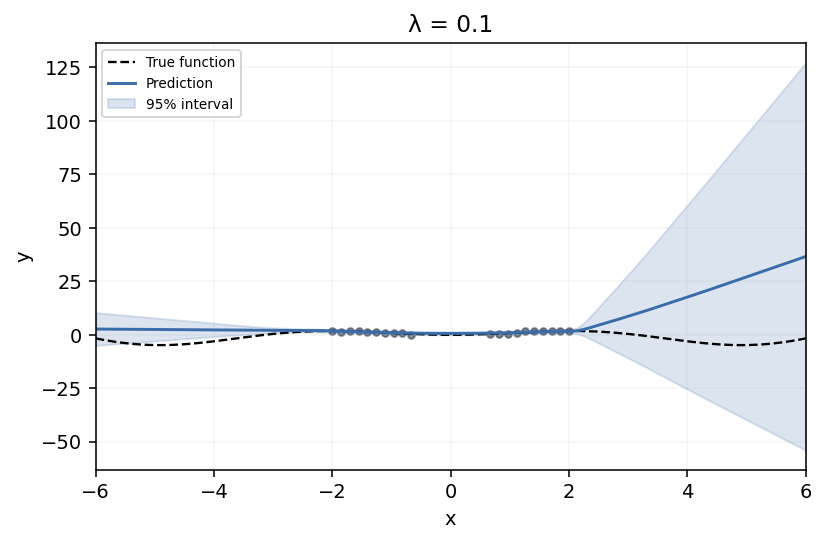 λ = 0.1
True function
Prediction
95% interval
125
100
75
50
25
0
−25
−50
y
−6 −4 −2 0 2 4 6
x